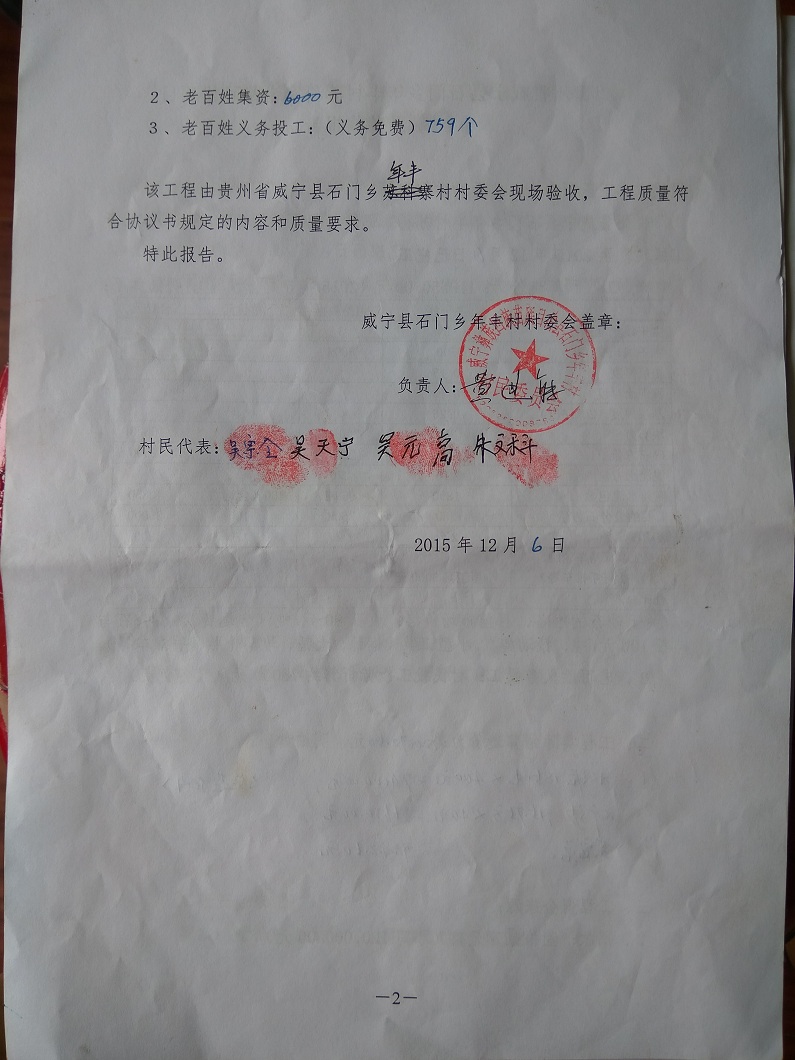 2、老百姓集资：6000元
3、老百姓义务投工：（义务免费）759个
年丰
该工程由贵州省威宁县石门乡村村委会现场验收，工程质量符
合协议书规定的内容和质量要求。
特此报告。
威宁县石门乡年丰村村委会盖章：
负责人：
村民代表： 吴天宁 吴元高 朱文科
2015年12月6日
—2—